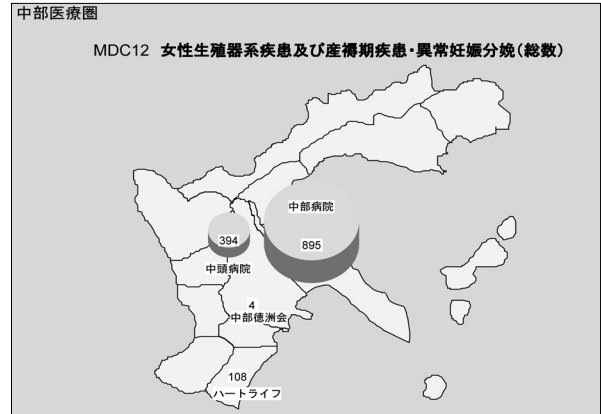 中部医療圏
MDC12 女性生殖器系疾患及び産褥期疾患・異常妊娠分娩(総数)
中部病院
895
394
中頭病院
4
中部徳洲会
108
ハートライフ